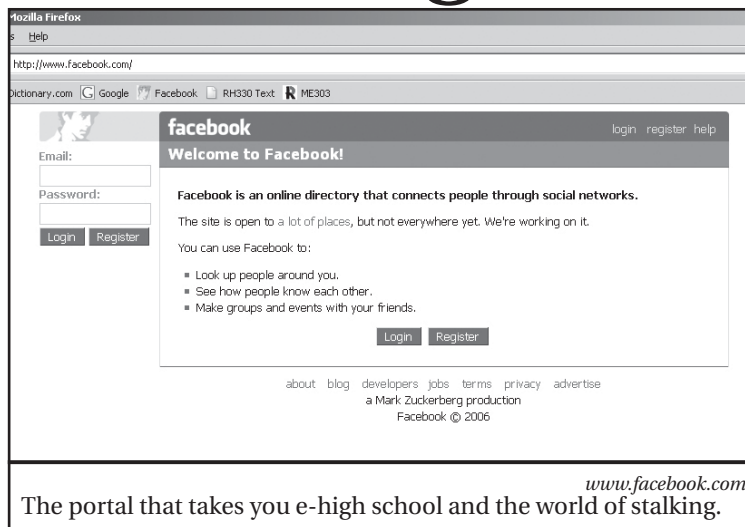 Mozilla Firefox
s Help
http://www.facebook.com/
Dictionary.com G Google Facebook RH330 Text R ME303
facebook login register help
Welcome to Facebook!
Email:
Password:
Login Register
Facebook is an online directory that connects people through social networks.
The site is open to a lot of places, but not everywhere yet. We're working on it.
You can use Facebook to:
Look up people around you.
See how people know each other.
Make groups and events with your friends.
Login Register
about blog developers jobs terms privacy advertise
a Mark Zuckerberg production
Facebook © 2006
www.facebook.com
The portal that takes you e-high school and the world of stalking.